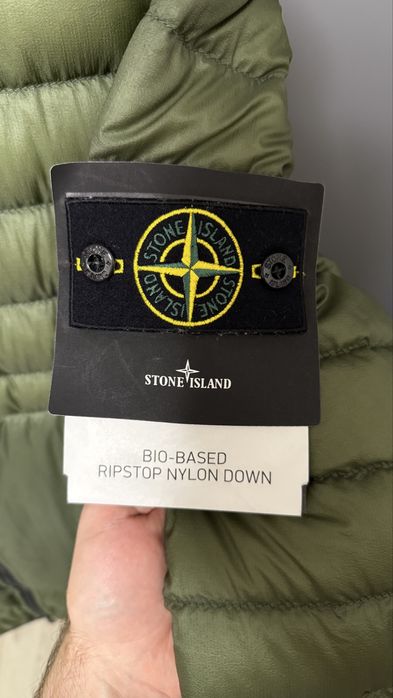 STONE ISLAND
STONE ISLAND
STONE ISLAND
BIO-BASED
RIPSTOP NYLON DOWN